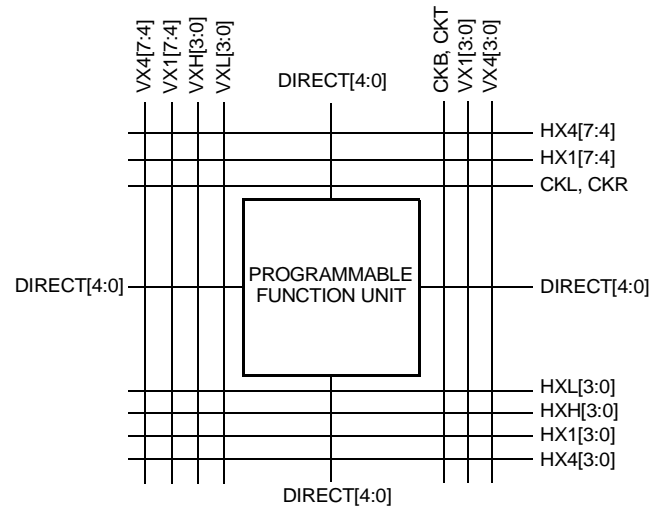 VX4[7:4]
VX1[7:4]
VXH[3:0]
VXL[3:0]
DIRECT[4:0]
CKB, CKT
VX1[3:0]
VX4[3:0]
HX4[7:4]
HX1[7:4]
CKL, CKR
DIRECT[4:0]
PROGRAMMABLE
FUNCTION UNIT
DIRECT[4:0]
HXL[3:0]
HXH[3:0]
HX1[3:0]
HX4[3:0]
DIRECT[4:0]